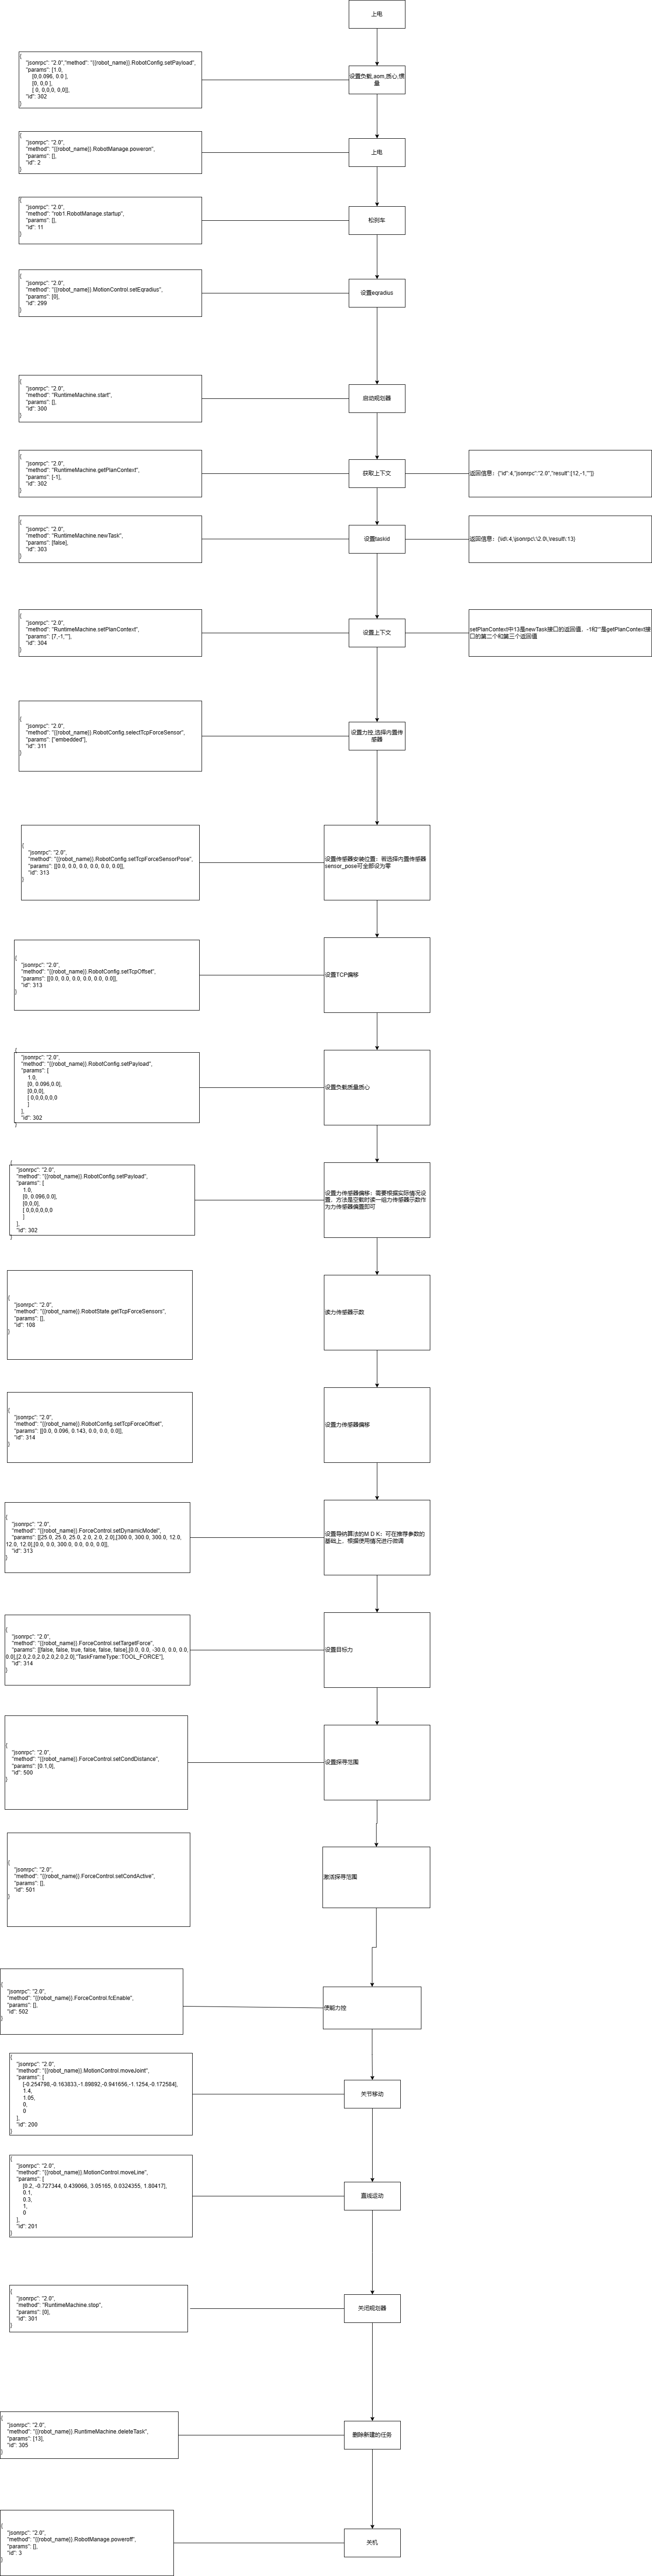 上电
{
"jsonrpc": "2.0","method": "{{robot_name}}.RobotConfig.setPayload",
"params": [1.0,
[0,0.096, 0.0 ],
[0, 0,0 ],
[ 0, 0,0,0, 0,0]],
"id": 302
}
设置负载,aom,质心,惯
量
{
"jsonrpc": "2.0",
"method": "{{robot_name}}.RobotManage.poweron",
"params": [],
"id": 2
}
上电
{
"jsonrpc": "2.0",
"method": "rob1.RobotManage.startup",
"params": [],
"id": 11
}
松刹车
{
"jsonrpc": "2.0",
"method": "{{robot_name}}.MotionControl.setEqradius",
"params": [0],
"id": 299
}
设置eqradius
{
"jsonrpc": "2.0",
"method": "RuntimeMachine.start",
"params": [],
"id": 300
}
启动规划器
{
"jsonrpc": "2.0",
"method": "RuntimeMachine.getPlanContext",
"params": [-1],
"id": 302
}
获取上下文
返回信息：{"id":4,"jsonrpc":"2.0","result":[12,-1,""]}
{
"jsonrpc": "2.0",
"method": "RuntimeMachine.newTask",
"params": [false],
"id": 303
}
设置taskid
返回信息：{\id\:4,\jsonrpc\:\2.0\,\result\:13}
{
"jsonrpc": "2.0",
"method": "RuntimeMachine.setPlanContext",
"params": [7,-1,""],
"id": 304
}
设置上下文
setPlanContext中13是newTask接口的返回值，-1和""是getPlanContext接
口的第二个和第三个返回值
{
"jsonrpc": "2.0",
"method": "{{robot_name}}.RobotConfig.selectTcpForceSensor",
"params": ["embedded"],
"id": 311
}
设置力控,选择内置传
感器
{
"jsonrpc": "2.0",
"method": "{{robot_name}}.RobotConfig.setTcpForceSensorPose",
"params": [[0.0, 0.0, 0.0, 0.0, 0.0, 0.0]],
"id": 313
}
设置传感器安装位置：若选择内置传感器
sensor_pose可全部设为零
{
"jsonrpc": "2.0",
"method": "{{robot_name}}.RobotConfig.setTcpOffset",
"params": [[0.0, 0.0, 0.0, 0.0, 0.0, 0.0]],
"id": 313
}
设置TCP偏移
{
"jsonrpc": "2.0",
"method": "{{robot_name}}.RobotConfig.setPayload",
"params": [
1.0,
[0, 0.096,0.0],
[0,0,0],
[ 0,0,0,0,0,0
]
],
"id": 302
}
设置负载质量质心
{
"jsonrpc": "2.0",
"method": "{{robot_name}}.RobotConfig.setPayload",
"params": [
1.0,
[0, 0.096,0.0],
[0,0,0],
[ 0,0,0,0,0,0
]
],
"id": 302
}
设置力传感器偏移：需要根据实际情况设
置，方法是空载时读一组力传感器示数作
为力传感器偏置即可
{
"jsonrpc": "2.0",
"method": "{{robot_name}}.RobotState.getTcpForceSensors",
"params": [],
"id": 108
}
读力传感器示数
{
"jsonrpc": "2.0",
"method": "{{robot_name}}.RobotConfig.setTcpForceOffset",
"params": [[0.0, 0.096, 0.143, 0.0, 0.0, 0.0]],
"id": 314
}
设置力传感器偏移
{
"jsonrpc": "2.0",
"method": "{{robot_name}}.ForceControl.setDynamicModel",
"params": [[25.0, 25.0, 25.0, 2.0, 2.0, 2.0],[300.0, 300.0, 300.0, 12.0,
12.0, 12.0],[0.0, 0.0, 300.0, 0.0, 0.0, 0.0]],
"id": 313
}
设置导纳算法的M D K：可在推荐参数的
基础上，根据使用情况进行微调
{
"jsonrpc": "2.0",
"method": "{{robot_name}}.ForceControl.setTargetForce",
"params": [[false, false, true, false, false, false],[0.0, 0.0, -30.0, 0.0, 0.0,
0.0],[2.0,2.0,2.0,2.0,2.0,2.0],"TaskFrameType::TOOL_FORCE"],
"id": 314
}
设置目标力
{
"jsonrpc": "2.0",
"method": "{{robot_name}}.ForceControl.setCondDistance",
"params": [0.1,0],
"id": 500
}
设置探寻范围
{
"jsonrpc": "2.0",
"method": "{{robot_name}}.ForceControl.setCondActive",
"params": [],
"id": 501
}
激活探寻范围
{
"jsonrpc": "2.0",
"method": "{{robot_name}}.ForceControl.fcEnable",
"params": [],
"id": 502
}
使能力控
{
"jsonrpc": "2.0",
"method": "{{robot_name}}.MotionControl.moveJoint",
"params": [
[-0.254798,-0.163833,-1.89892,-0.941656,-1.1254,-0.172584],
1.4,
1.05,
0,
0
],
"id": 200
}
关节移动
{
"jsonrpc": "2.0",
"method": "{{robot_name}}.MotionControl.moveLine",
"params": [
[0.2, -0.727344, 0.439066, 3.05165, 0.0324355, 1.80417],
0.1,
0.3,
1,
0
],
"id": 201
}
直线运动
{
"jsonrpc": "2.0",
"method": "RuntimeMachine.stop",
"params": [0],
"id": 301
}
关闭规划器
{
"jsonrpc": "2.0",
"method": "{{robot_name}}.RuntimeMachine.deleteTask",
"params": [13],
"id": 305
}
删除新建的任务
{
"jsonrpc": "2.0",
"method": "{{robot_name}}.RobotManage.poweroff",
"params": [],
"id": 3
}
关机